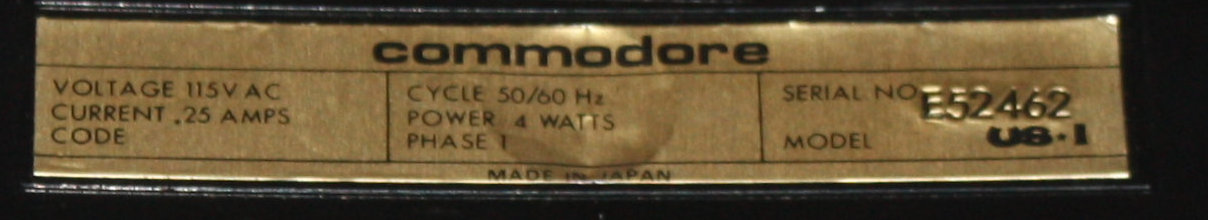 commodore
VOLTAGE 115V AC
CURRENT .25 AMPS
CODE
CYCLE 50/60 Hz
POWER 4 WATTS
PHASE 1
SERIAL NO E52462
MODEL US•1
MADE IN JAPAN